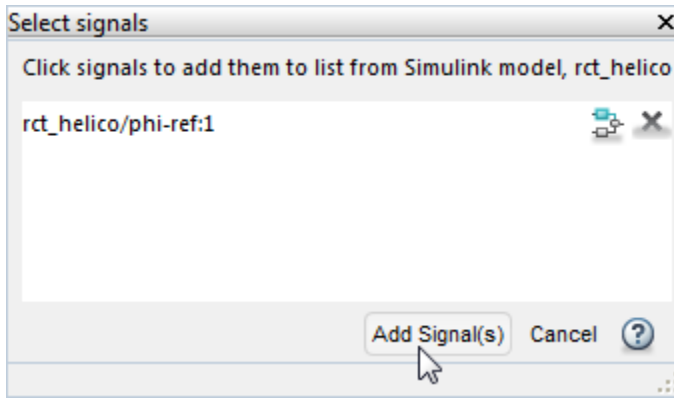 Select signals
Click signals to add them to list from Simulink model, rct_helico
rct_helico/phi-ref:1
Add Signal(s) Cancel ?